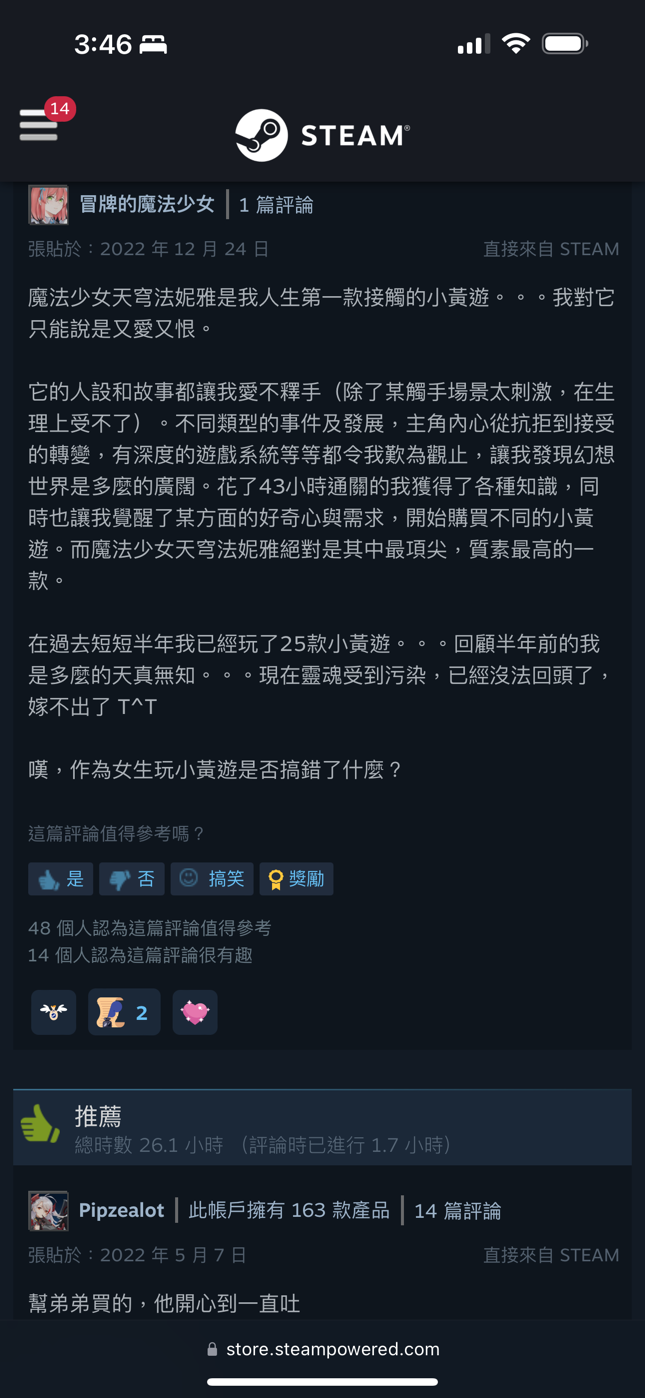 3:46
14
STEAM®
冒牌的魔法少女 | 1 篇評論
張貼於：2022 年 12 月 24 日 直接來自 STEAM
魔法少女天穹法妮雅是我人生第一款接觸的小黃遊。。。我對它
只能說是又愛又恨。
它的人設和故事都讓我愛不釋手（除了某觸手場景太刺激，在生
理上受不了）。不同類型的事件及發展，主角內心從抗拒到接受
的轉變，有深度的遊戲系統等等都令我歎為觀止，讓我發現幻想
世界是多麼的廣闊。花了43小時通關的我獲得了各種知識，同
時也讓我覺醒了某方面的好奇心與需求，開始購買不同的小黃
遊。而魔法少女天穹法妮雅絕對是其中最頂尖，質素最高的一
款。
在過去短短半年我已經玩了25款小黃遊。。。回顧半年前的我
是多麼的天真無知。。。現在靈魂受到污染，已經沒法回頭了，
嫁不出了 T^T
嘆，作為女生玩小黃遊是否搞錯了什麼？
這篇評論值得參考嗎？
是 否 搞笑 獎勵
48 個人認為這篇評論值得參考
14 個人認為這篇評論很有趣
2
推薦
總時數 26.1 小時 （評論時已進行 1.7 小時）
Pipzealot | 此帳戶擁有 163 款產品 | 14 篇評論
張貼於：2022 年 5 月 7 日 直接來自 STEAM
幫弟弟買的，他開心到一直吐
store.steampowered.com